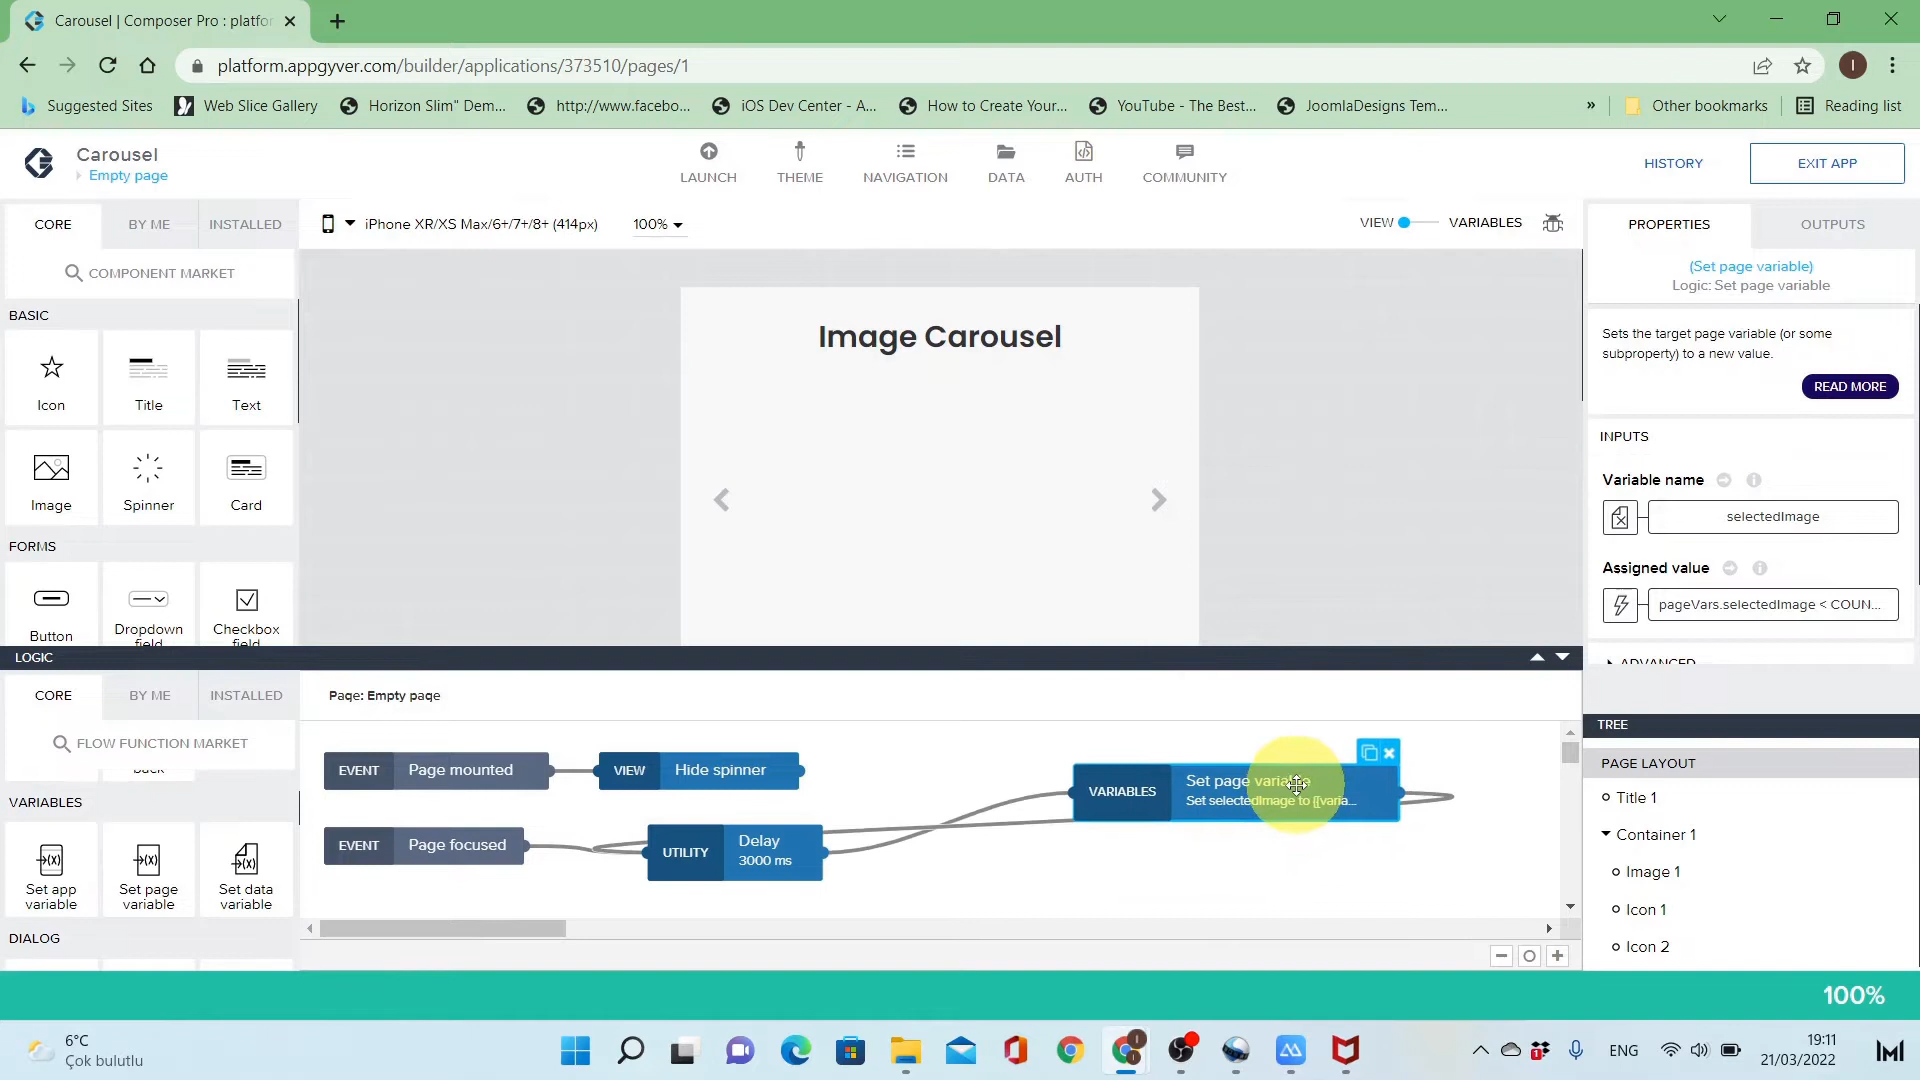 Carousel | Composer Pro : platfor
platform.appgyver.com/builder/applications/373510/pages/1
Suggested Sites
Web Slice Gallery
Horizon Slim" Dem...
http://www.facebo...
iOS Dev Center - A...
How to Create Your...
YouTube - The Best...
JoomlaDesigns Tem...
»
Other bookmarks
Reading list
Carousel
Empty page
LAUNCH
THEME
NAVIGATION
DATA
AUTH
COMMUNITY
HISTORY
EXIT APP
CORE
BY ME
INSTALLED
iPhone XR/XS Max/6+/7+/8+ (414px)
100%
VIEW
VARIABLES
PROPERTIES
OUTPUTS
COMPONENT MARKET
(Set page variable)
Logic: Set page variable
BASIC
Sets the target page variable (or some
subproperty) to a new value.
READ MORE
Image Carousel
Icon
Title
Text
INPUTS
Variable name
selectedImage
Image
Spinner
Card
FORMS
Assigned value
pageVars.selectedImage < COUN...
Button
Dropdown
field
Checkbox
field
ADVANCED
LOGIC
CORE
BY ME
INSTALLED
Page: Empty page
FLOW FUNCTION MARKET
back
VARIABLES
Set app
variable
Set page
variable
Set data
variable
DIALOG
EVENT
Page mounted
VIEW
Hide spinner
VARIABLES
Set page variable
Set selectedImage to {{varia...
EVENT
Page focused
UTILITY
Delay
3000 ms
TREE
PAGE LAYOUT
Title 1
Container 1
Image 1
Icon 1
Icon 2
100%
6°C
Çok bulutlu
ENG
19:11
21/03/2022